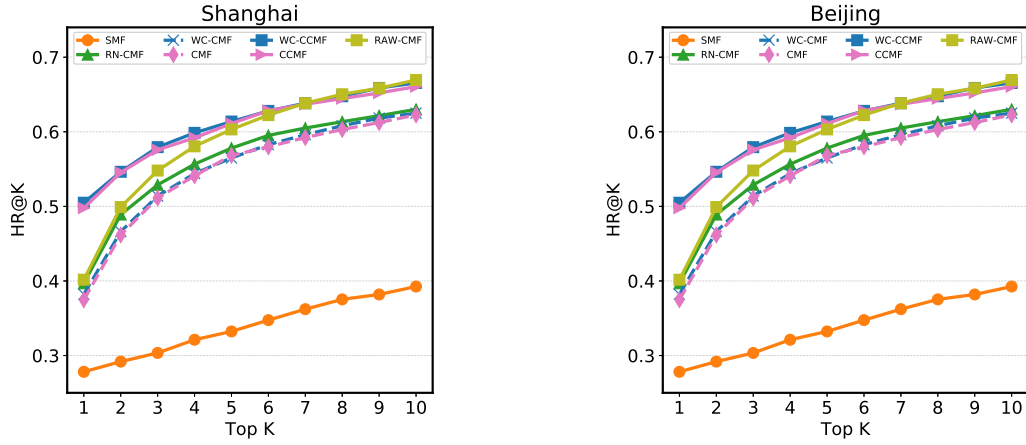 Shanghai
SMF WC-CMF WC-CCMF RAW-CMF
RN-CMF CMF CCMF
0.7
0.6
0.5
0.4
0.3
HR@K
1 2 3 4 5 6 7 8 9 10
Top K
Beijing
SMF WC-CMF WC-CCMF RAW-CMF
RN-CMF CMF CCMF
0.7
0.6
0.5
0.4
0.3
HR@K
1 2 3 4 5 6 7 8 9 10
Top K